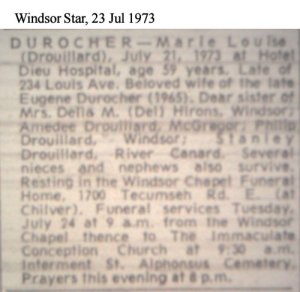 Windsor Star, 23 Jul 1973
DUROCHER—Marie Louise
(Drouillard), July 21, 1973 at Hotel
Dieu Hospital, age 59 years. Late of
234 Louis Ave. Beloved wife of the late
Eugene Durocher (1965). Dear sister of
Mrs. Delia M. (Del) Hirons, Windsor;
Amedee Drouillard, McGregor; Philip
Drouillard, Windsor; Stanley
Drouillard, River Canard. Several
nieces and nephews also survive.
Resting in the Windsor Chapel Funeral
Home, 1700 Tecumseh Rd. E. (at
Chilver). Funeral services Tuesday,
July 24 at 9 a.m. from the Windsor
Chapel thence to The Immaculate
Conception Church at 9:30 a.m.
Interment St. Alphonsus Cemetery.
Prayers this evening at 8 p.m.